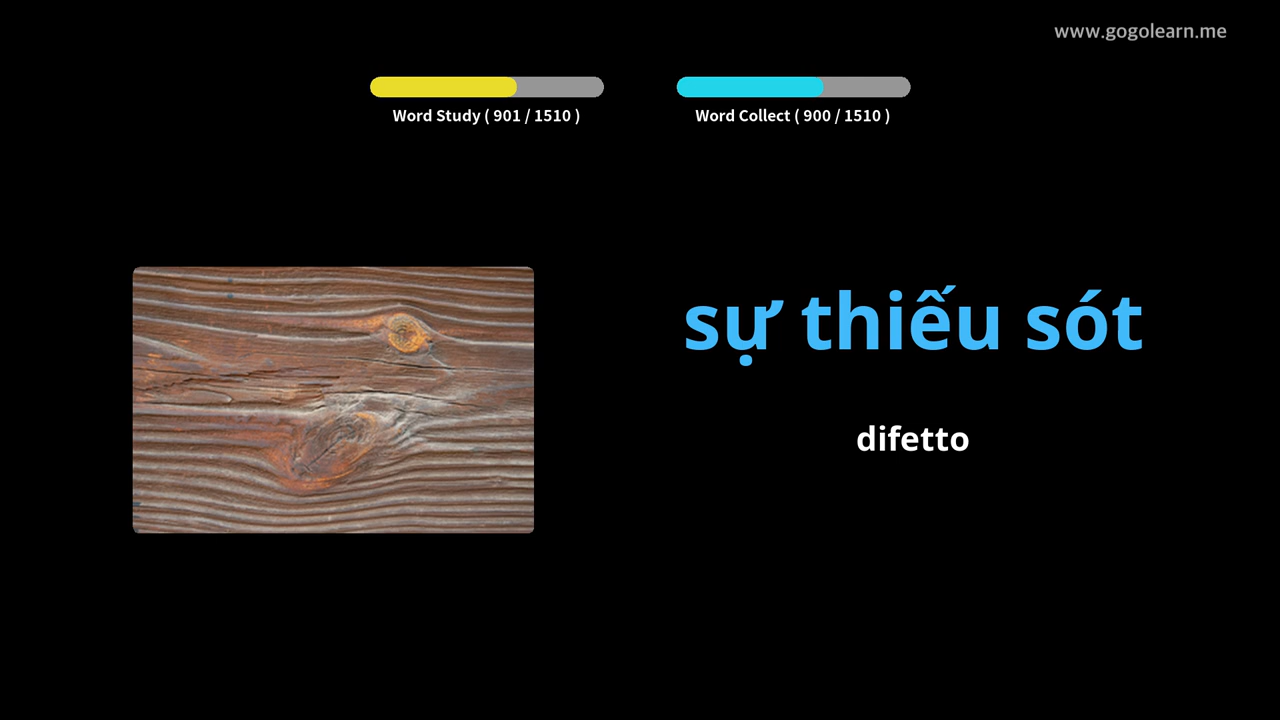 www.gogolearn.me
Word Study ( 901 / 1510 )
Word Collect ( 900 / 1510 )
sự thiếu sót
difetto